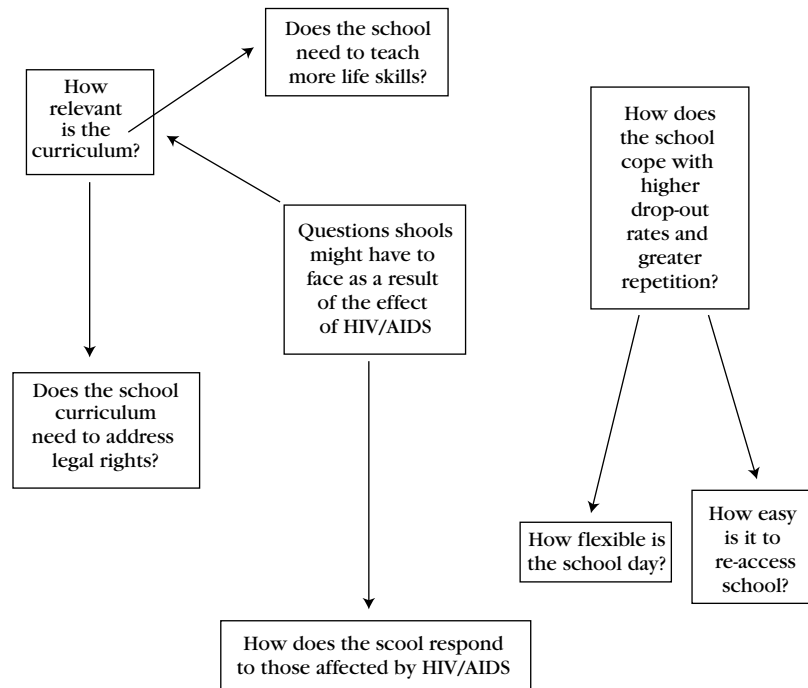 Does the school
need to teach
more life skills?
How
relevant
is the
curriculum?
How does
the school
cope with
higher
drop-out
rates and
greater
repetition?
Questions shools
might have to
face as a result
of the effect
of HIV/AIDS
Does the school
curriculum
need to address
legal rights?
How flexible is
the school day?
How easy
is it to
re-access
school?
How does the scool respond
to those affected by HIV/AIDS